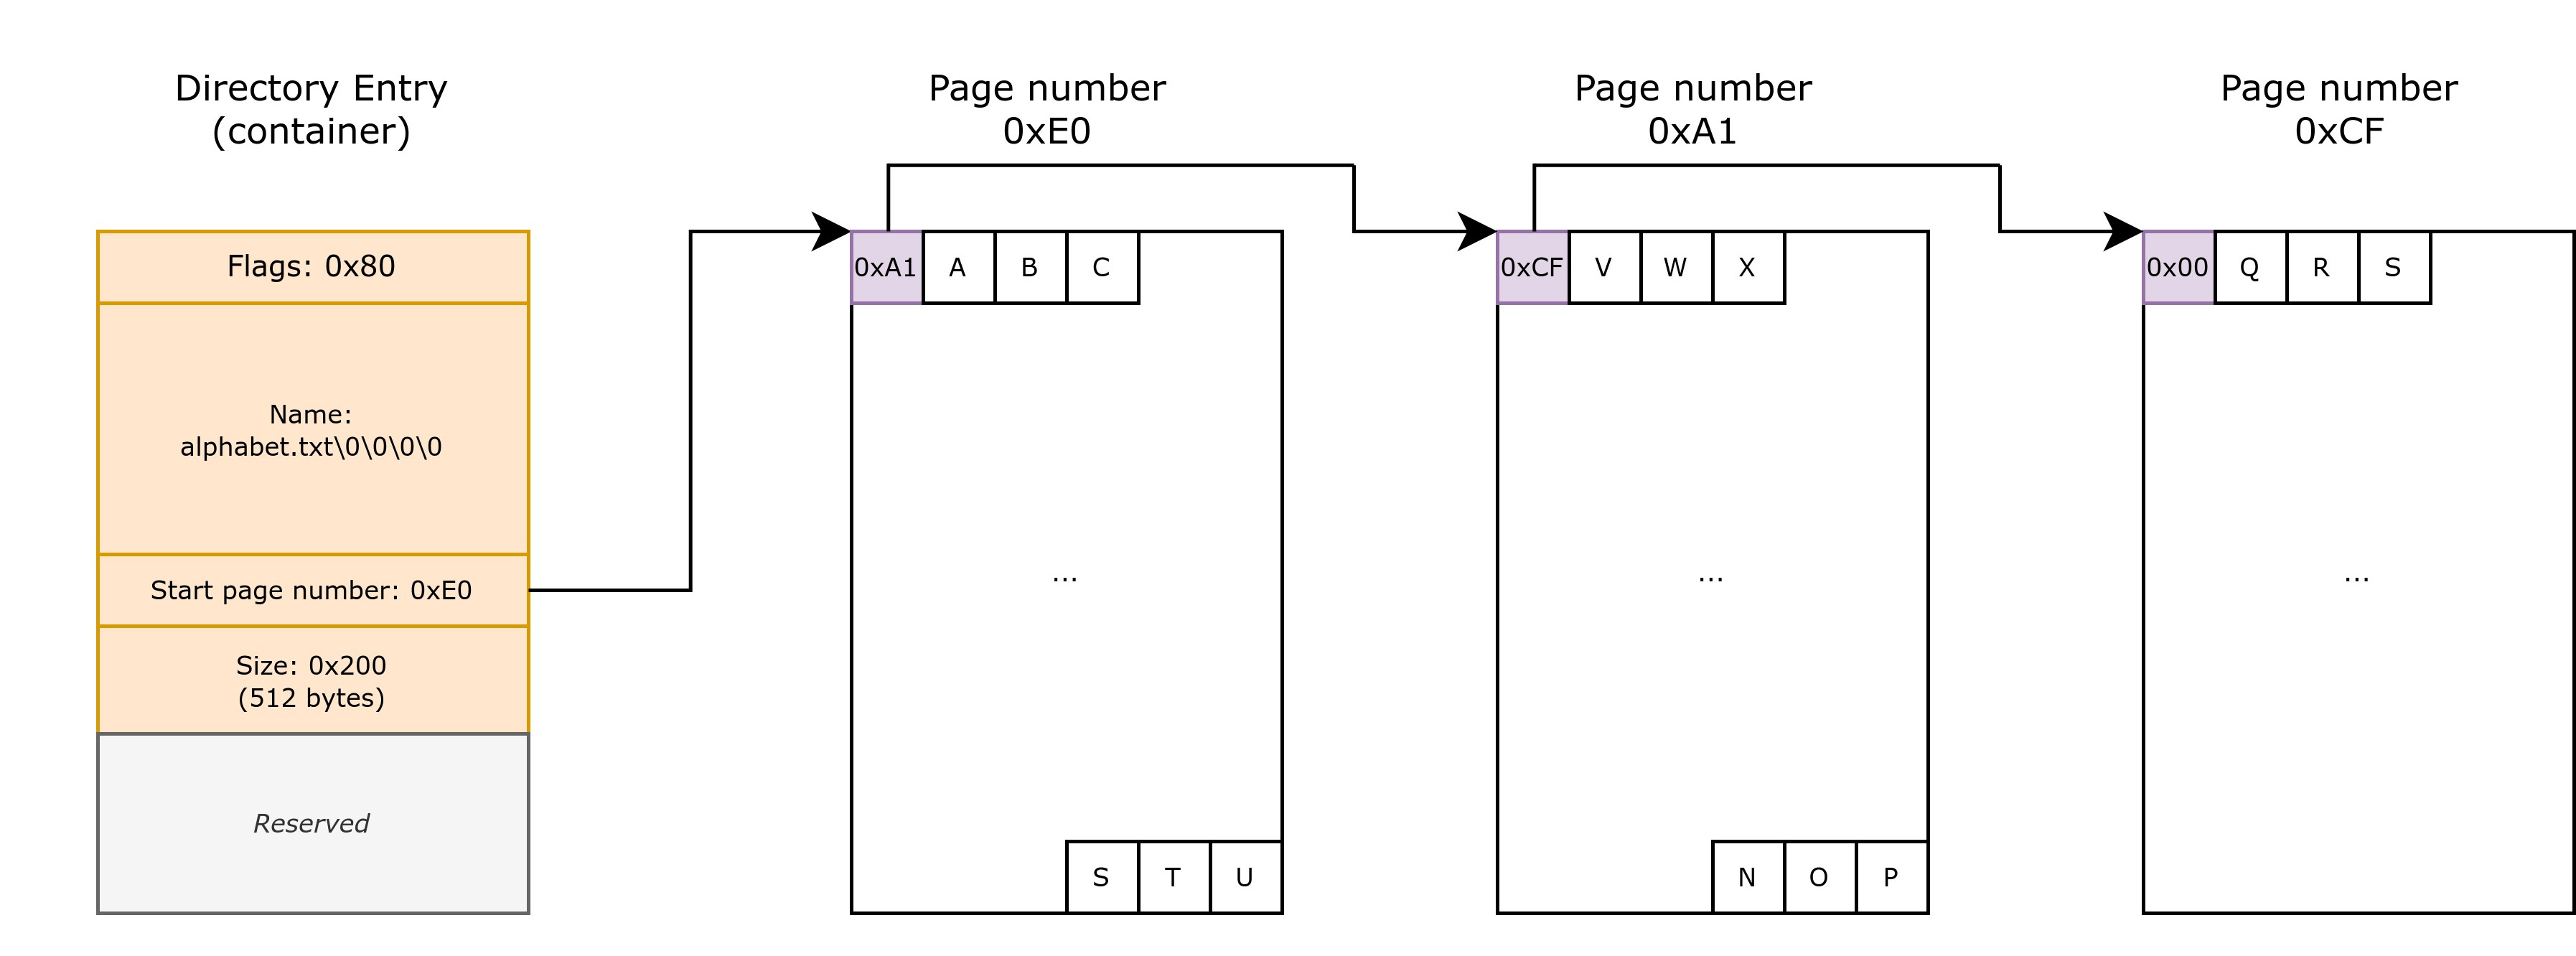 Directory Entry
(container)
Flags: 0x80
Name:
alphabet.txt\0\0\0\0
Start page number: 0xE0
Size: 0x200
(512 bytes)
Reserved
Page number
0xE0
0xA1 A B C
...
S T U
Page number
0xA1
0xCF V W X
...
N O P
Page number
0xCF
0x00 Q R S
...